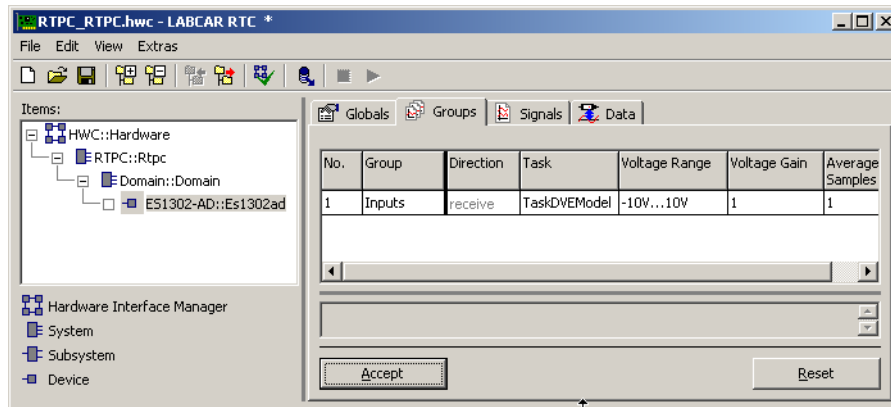 RTPC_RTPC.hwc - LABCAR RTC *
File Edit View Extras
Items:
HWC::Hardware
RTPC::Rtpc
Domain::Domain
ES1302-AD::Es1302ad
Hardware Interface Manager
System
Subsystem
Device
Globals Groups Signals Data
No. Group Direction Task Voltage Range Voltage Gain Average Samples
1 Inputs receive TaskDVEModel -10V...10V 1 1
Accept Reset